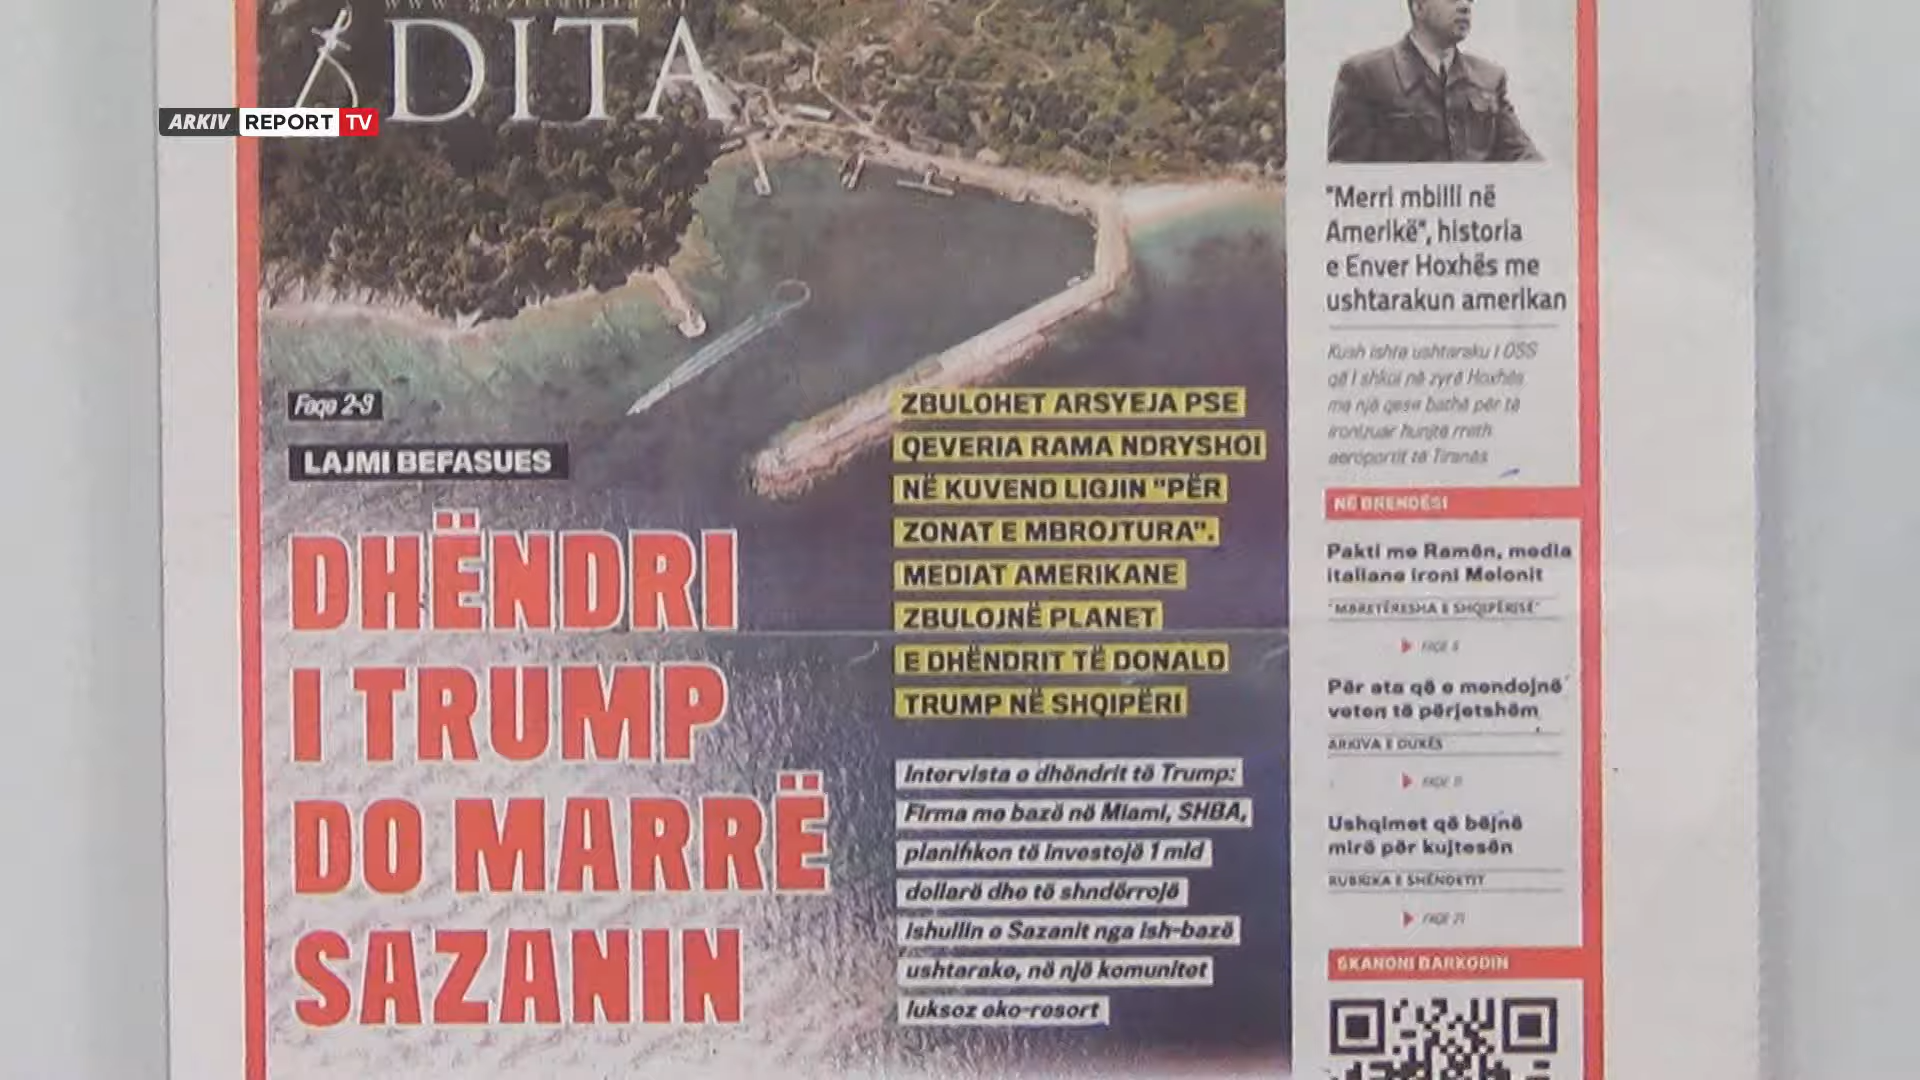 DITA
ARKIV REPORT TV
Faqe 2-9
LAJMI BEFASUES
DHËNDRI
I TRUMP
DO MARRË
SAZANIN
ZBULOHET ARSYEJA PSE
QEVERIA RAMA NDRYSHOI
NË KUVEND LIGJIN "PËR
ZONAT E MBROJTURA".
MEDIAT AMERIKANE
ZBULOJNË PLANET
E DHËNDRIT TË DONALD
TRUMP NË SHQIPËRI
Intervista e dhëndrit të Trump:
Firma me bazë në Miami, SHBA,
planifikon të investojë 1 mld
dollarë dhe të shndërrojë
ishullin e Sazanit nga ish-bazë
ushtarake, në një komunitet
luksoz eko-resort
"Merri mbilli në
Amerikë", historia
e Enver Hoxhës me
ushtarakun amerikan
Kush ishte ushtaraku i OSS
që i shkoi në zyrë Hoxhës
me një qese bathë për të
ironizuar hunjtë rreth
aeroportit të Tiranës
NË BRENDËSI
Pakti me Ramën, media
italiane ironi Melonit
"MBRETËRESHA E SHQIPËRISË"
FAQE
Për ata që e mendojnë
veten të përjetshëm
ARKIVA E DUKËS
FAQE
Ushqimet që bëjnë
mirë për kujtesën
RUBRIKA E SHËNDETIT
FAQE 21
SKANONI BARKODIN